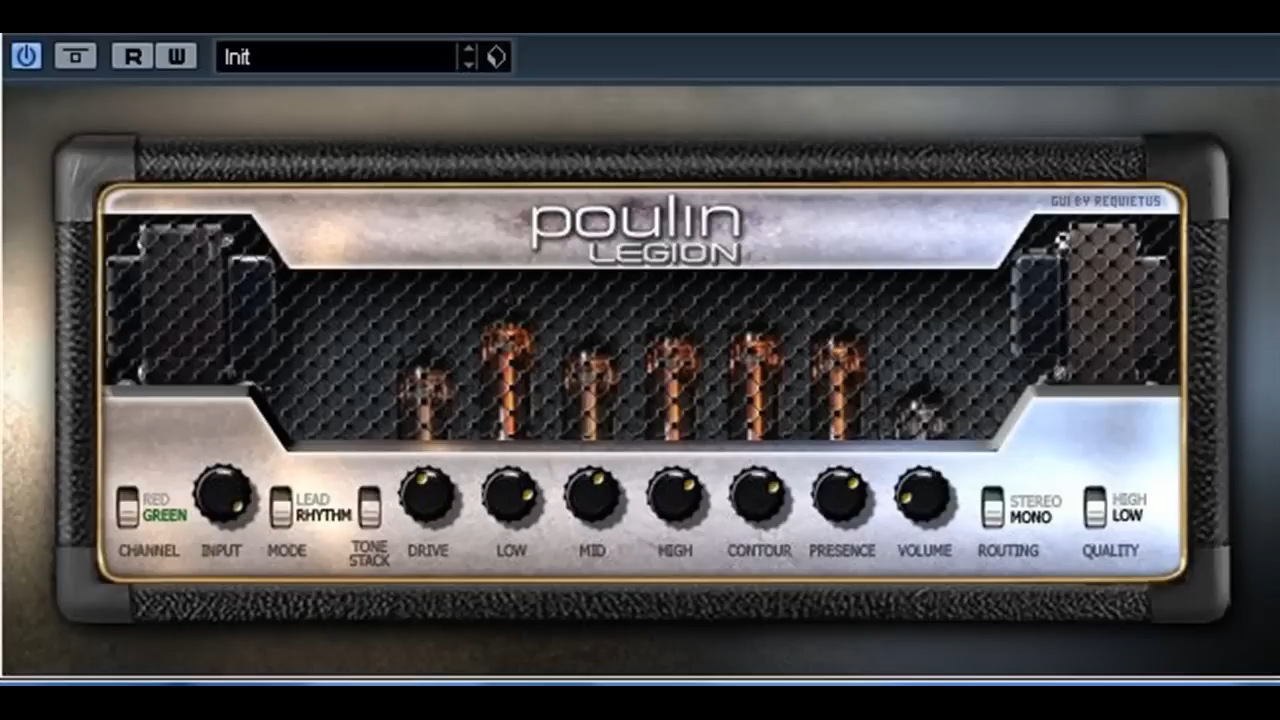 R W Init
poulin
LEGION
GUI BY REQUIETUS
RED
GREEN
LEAD
RHYTHM
STEREO
MONO
HIGH
LOW
CHANNEL INPUT MODE TONE STACK DRIVE LOW MID HIGH CONTOUR PRESENCE VOLUME ROUTING QUALITY